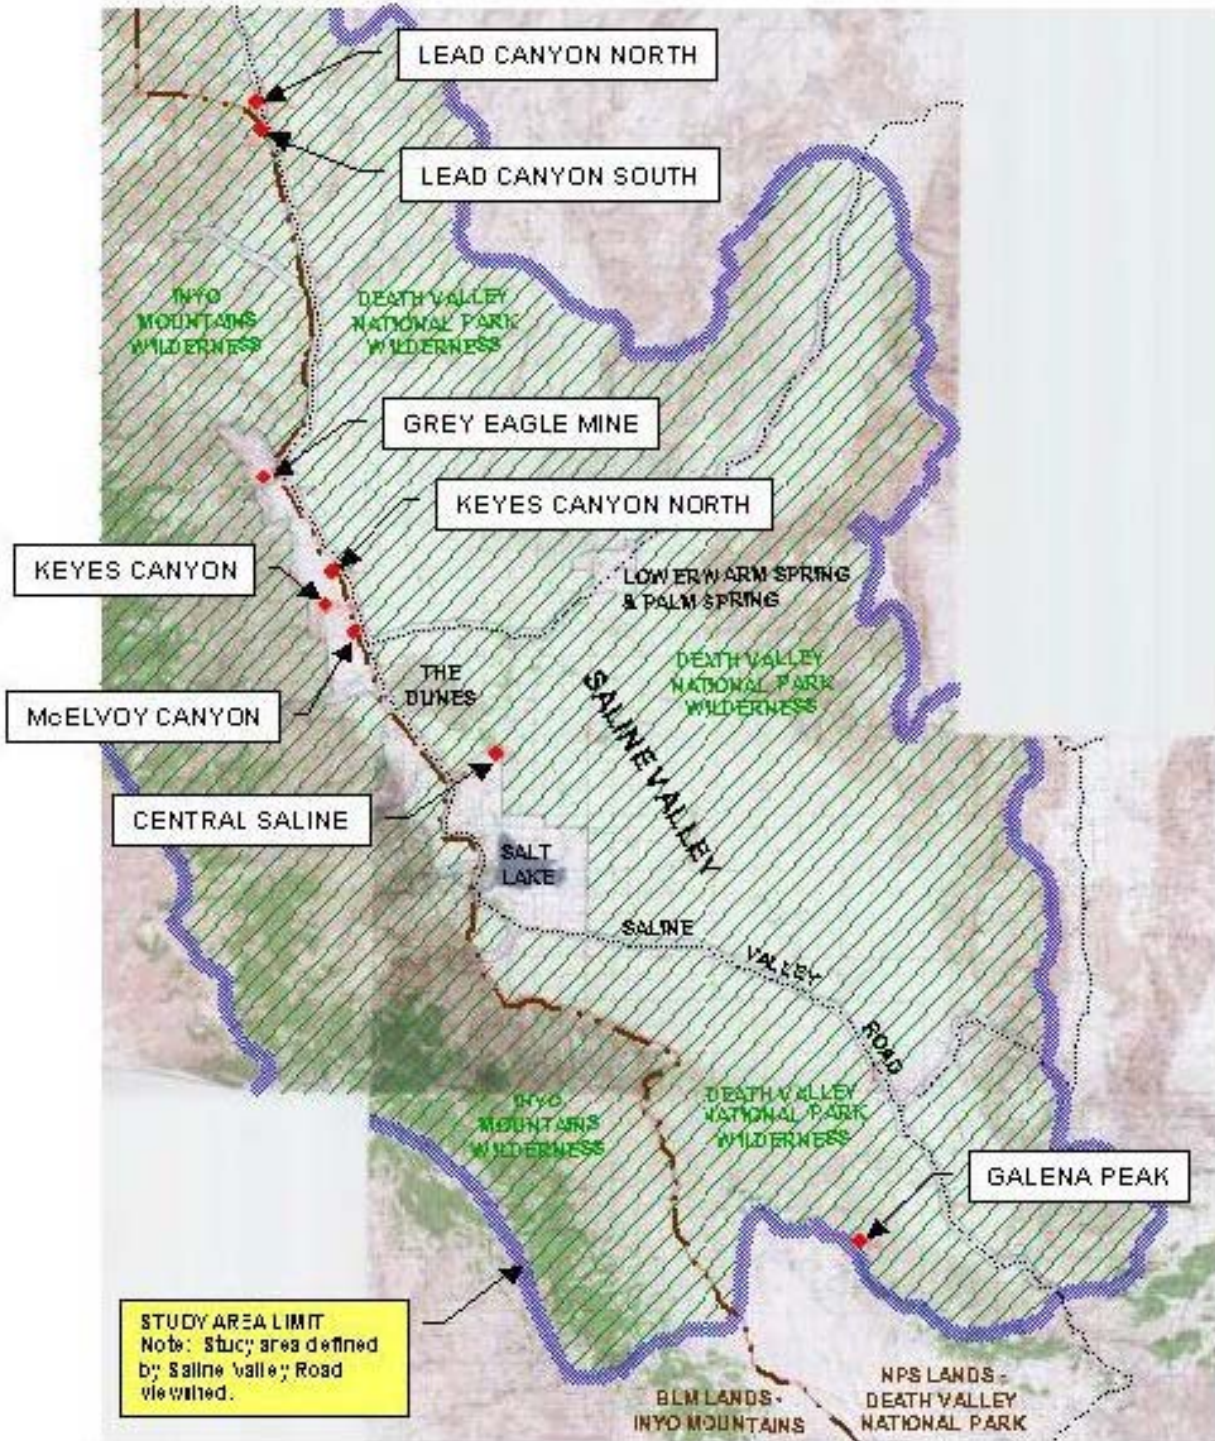 LEAD CANYON NORTH
LEAD CANYON SOUTH
INYO
MOUNTAINS
WILDERNESS
DEATH VALLEY
NATIONAL PARK
WILDERNESS
GREY EAGLE MINE
KEYES CANYON NORTH
KEYES CANYON
LOWER WARM SPRING
& PALM SPRING
THE
DUNES
DEATH VALLEY
NATIONAL PARK
WILDERNESS
SALINE VALLEY
McELVOY CANYON
CENTRAL SALINE
SALT
LAKE
SALINE VALLEY ROAD
INYO
MOUNTAINS
WILDERNESS
DEATH VALLEY
NATIONAL PARK
WILDERNESS
GALENA PEAK
STUDY AREA LIMIT
Note: Study area defined
by Saline Valley Road
viewshed.
BLM LANDS -
INYO MOUNTAINS
NPS LANDS -
DEATH VALLEY
NATIONAL PARK